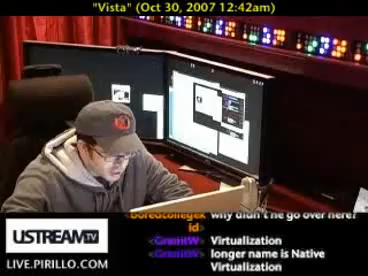 "Vista" (Oct 30, 2007 12:42am)
<boredcollegek why didn't he go over here?
id>
<GrantW> Virtualization
<GrantW> longer name is Native
Virtualization
USTREAM TV
LIVE.PIRILLO.COM